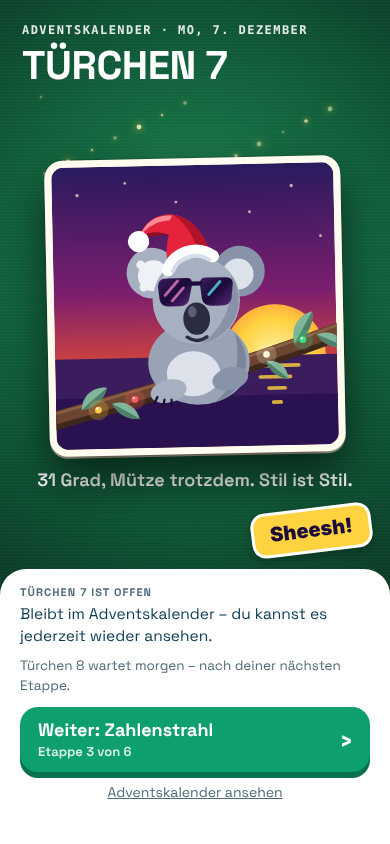 ADVENTSKALENDER · MO, 7. DEZEMBER
TÜRCHEN 7
31 Grad, Mütze trotzdem. Stil ist Stil.
Sheesh!
TÜRCHEN 7 IST OFFEN
Bleibt im Adventskalender – du kannst es
jederzeit wieder ansehen.
Türchen 8 wartet morgen – nach deiner nächsten
Etappe.
Weiter: Zahlenstrahl
Etappe 3 von 6
>
Adventskalender ansehen